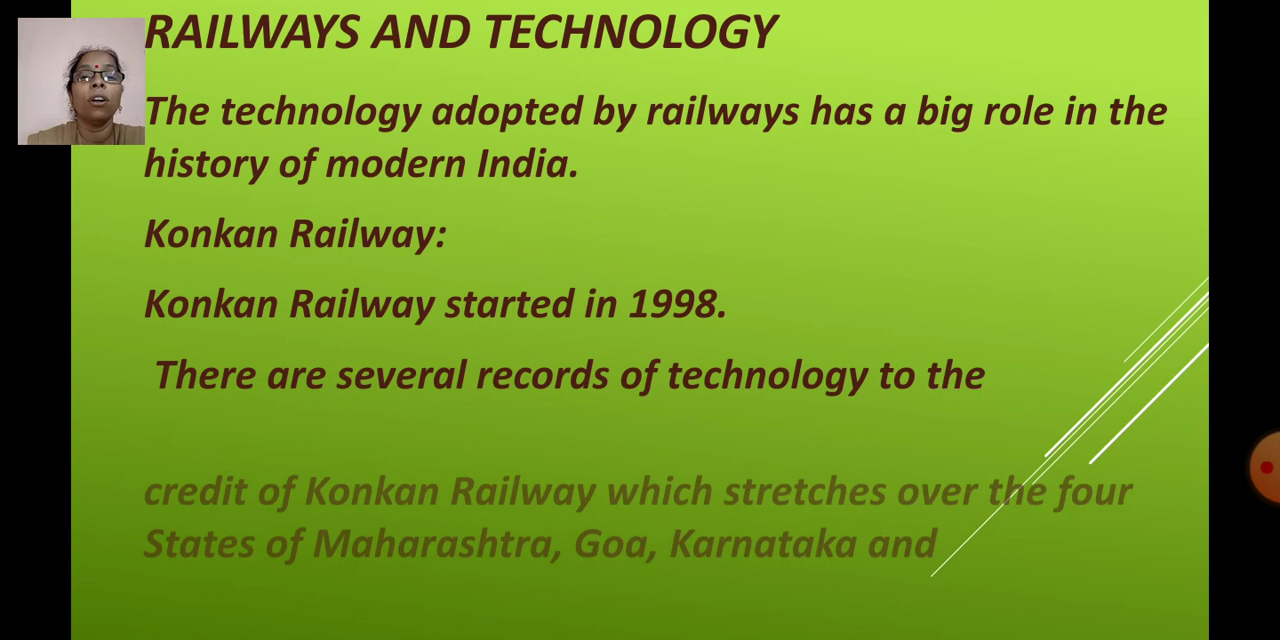 RAILWAYS AND TECHNOLOGY
The technology adopted by railways has a big role in the
history of modern India.
Konkan Railway:
Konkan Railway started in 1998.
There are several records of technology to the
credit of Konkan Railway which stretches over the four
States of Maharashtra, Goa, Karnataka and